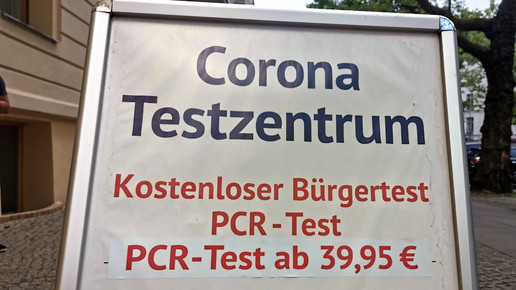 Corona
Testzentrum
Kostenloser Bürgertest
PCR-Test
PCR-Test ab 39,95 €